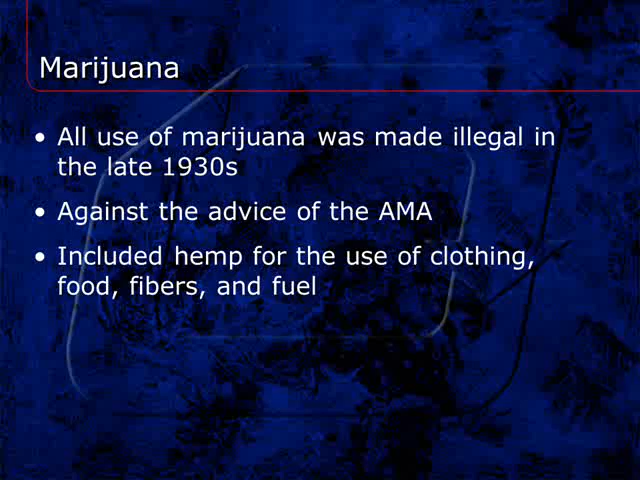 Marijuana
• All use of marijuana was made illegal in
the late 1930s
• Against the advice of the AMA
• Included hemp for the use of clothing,
food, fibers, and fuel